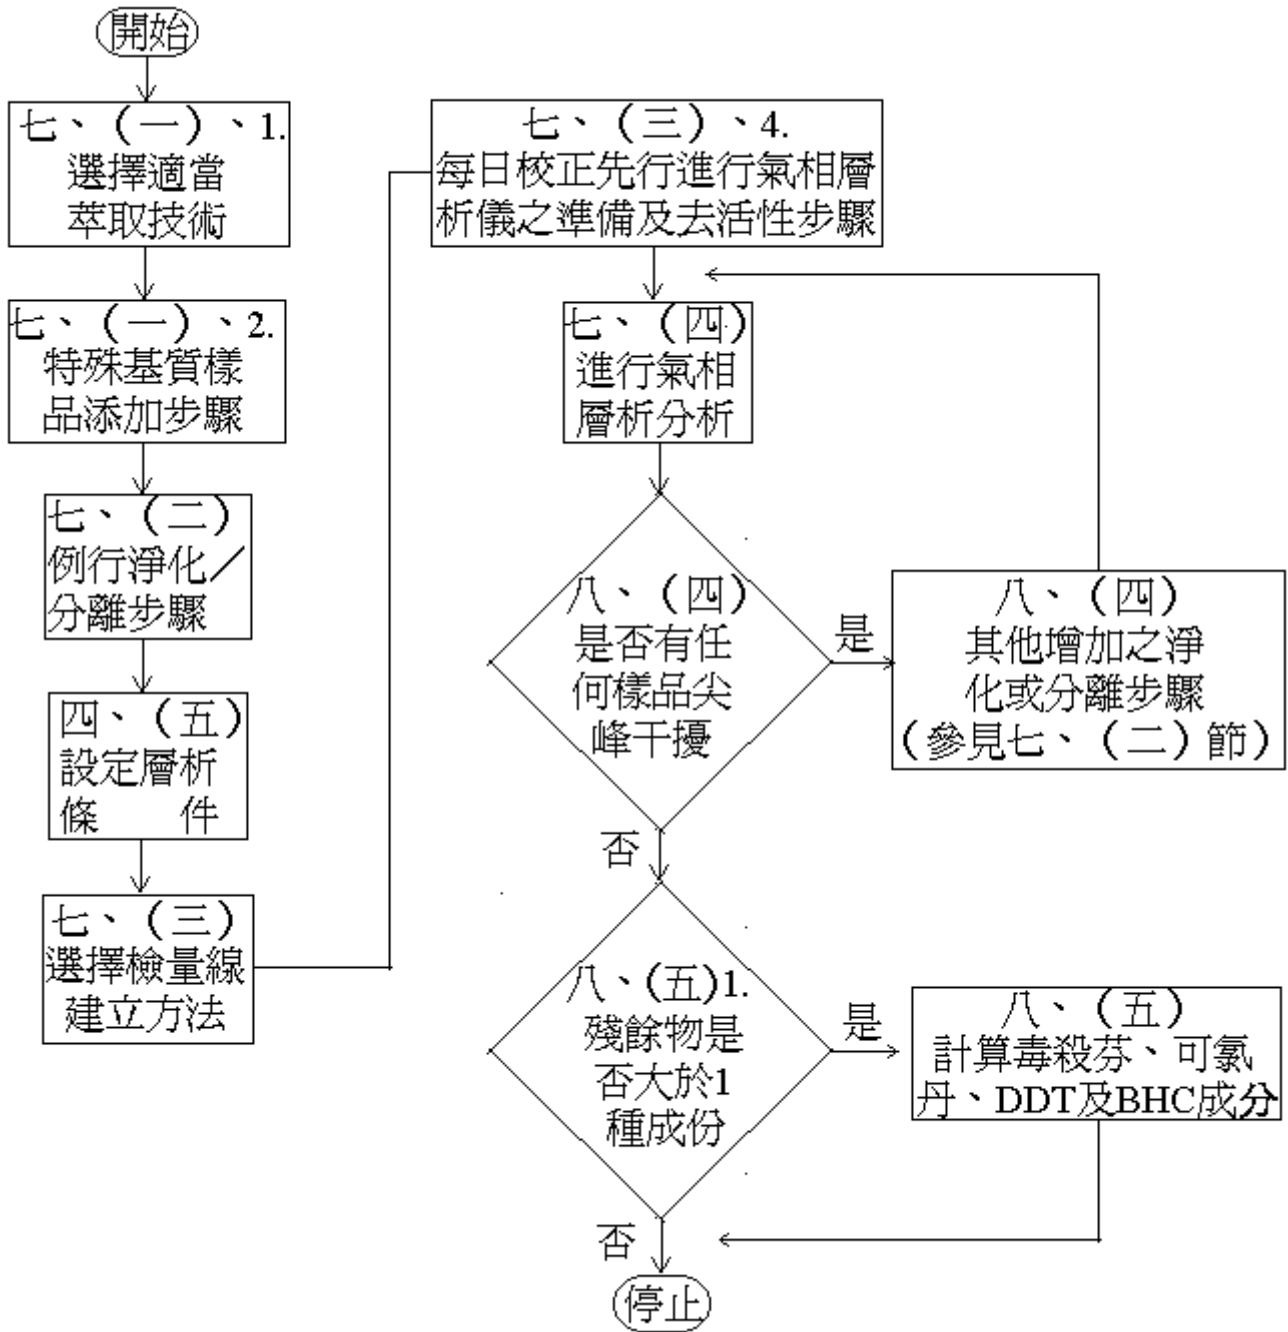 開始
七、（一）、1.
選擇適當
萃取技術
七、（一）、2.
特殊基質樣
品添加步驟
七、（二）
例行淨化／
分離步驟
四、（五）
設定層析
條　　件
七、（三）
選擇檢量線
建立方法
七、（三）、4.
每日校正先行進行氣相層
析儀之準備及去活性步驟
七、（四）
進行氣相
層析分析
八、（四）
是否有任
何樣品尖
峰干擾
是
八、（四）
其他增加之淨
化或分離步驟
（參見七、（二）節）
否
八、(五)1.
殘餘物是
否大於1
種成份
是
八、（五）
計算毒殺芬、可氯
丹、DDT及BHC成分
否
停止